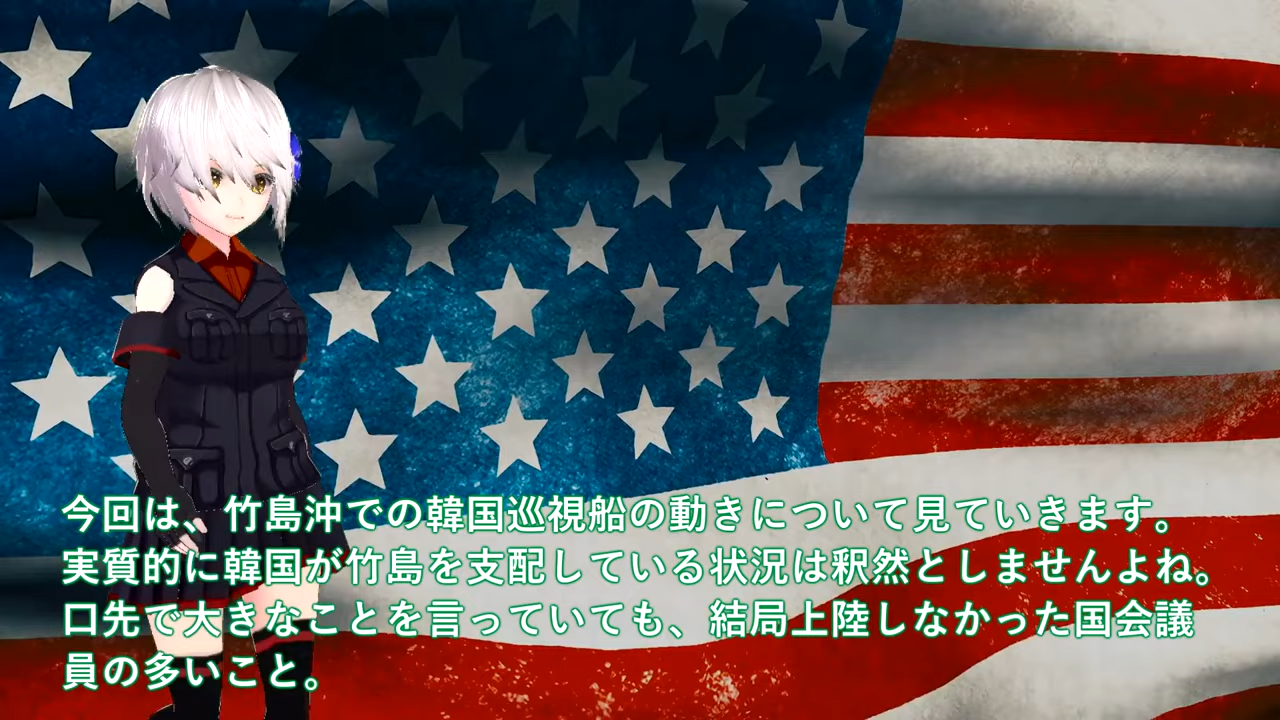 今回は、竹島沖での韓国巡視船の動きについて見ていきます。
実質的に韓国が竹島を支配している状況は釈然としませんよね。
口先で大きなことを言っていても、結局上陸しなかった国会議
員の多いこと。